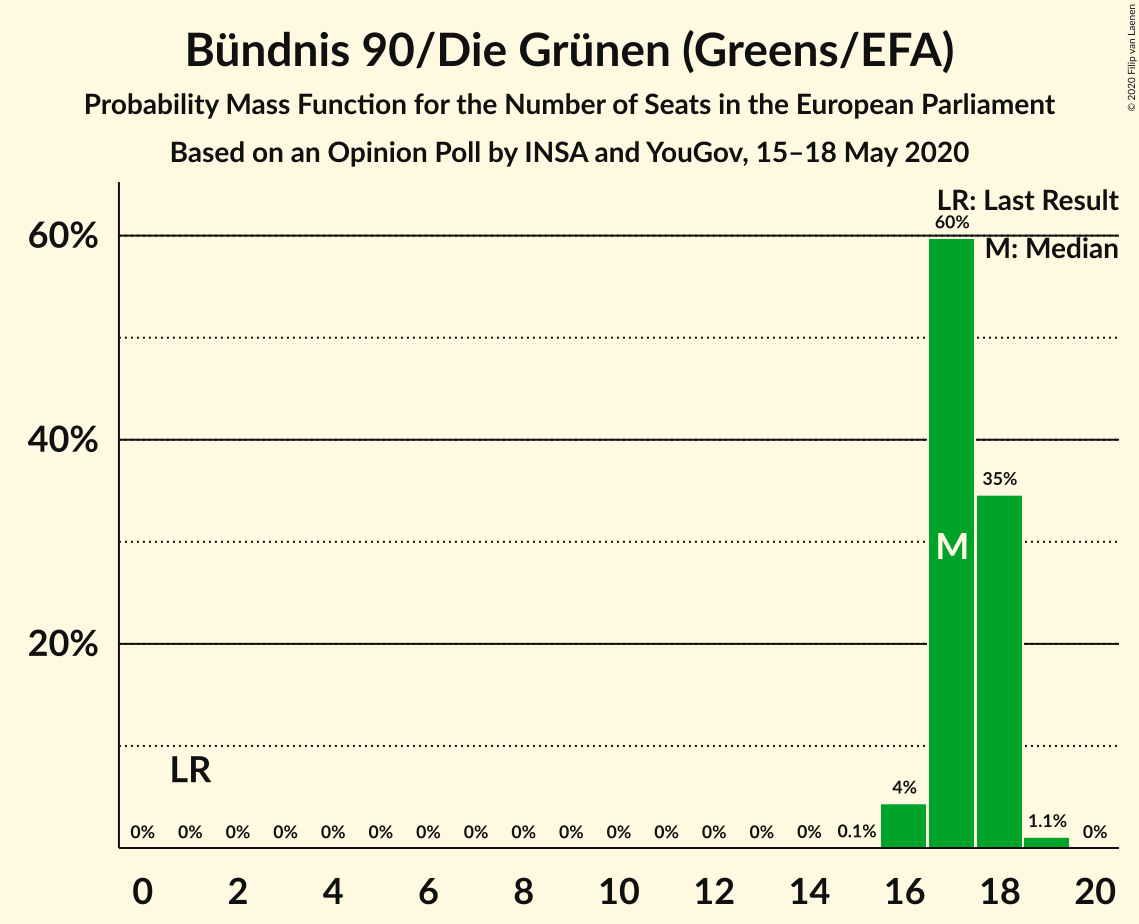 Bündnis 90/Die Grünen (Greens/EFA)
Probability Mass Function for the Number of Seats in the European Parliament
Based on an Opinion Poll by INSA and YouGov, 15–18 May 2020
© 2020 Filip van Laenen
LR: Last Result
M: Median
60%
40%
20%
60%
35%
M
LR
4%
1.1%
0% 0% 0% 0% 0% 0% 0% 0% 0% 0% 0% 0% 0% 0% 0% 0.1% 0%
0 2 4 6 8 10 12 14 16 18 20